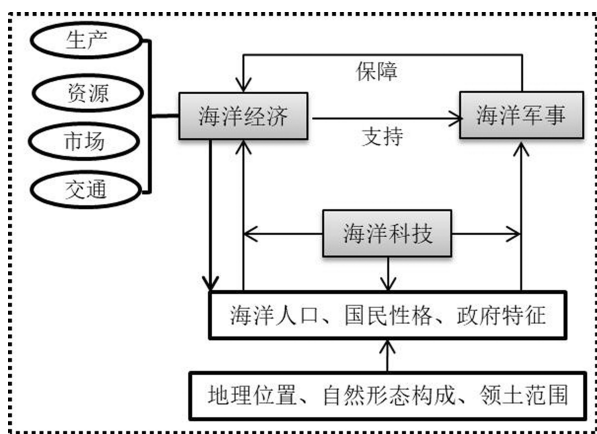 生产
资源
市场
交通
保障
海洋经济
海洋军事
支持
海洋科技
海洋人口、国民性格、政府特征
地理位置、自然形态构成、领土范围